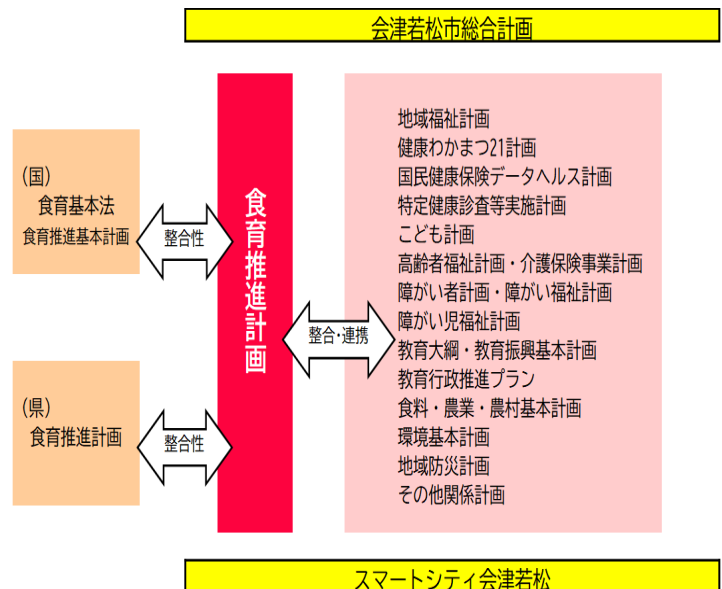 会津若松市総合計画
(国)
食育基本法
食育推進基本計画
整合性
(県)
食育推進計画
整合性
食育推進計画
整合・連携
地域福祉計画
健康わかまつ21計画
国民健康保険データヘルス計画
特定健康診査等実施計画
こども計画
高齢者福祉計画・介護保険事業計画
障がい者計画・障がい福祉計画
障がい児福祉計画
教育大綱・教育振興基本計画
教育行政推進プラン
食料・農業・農村基本計画
環境基本計画
地域防災計画
その他関係計画
スマートシティ会津若松